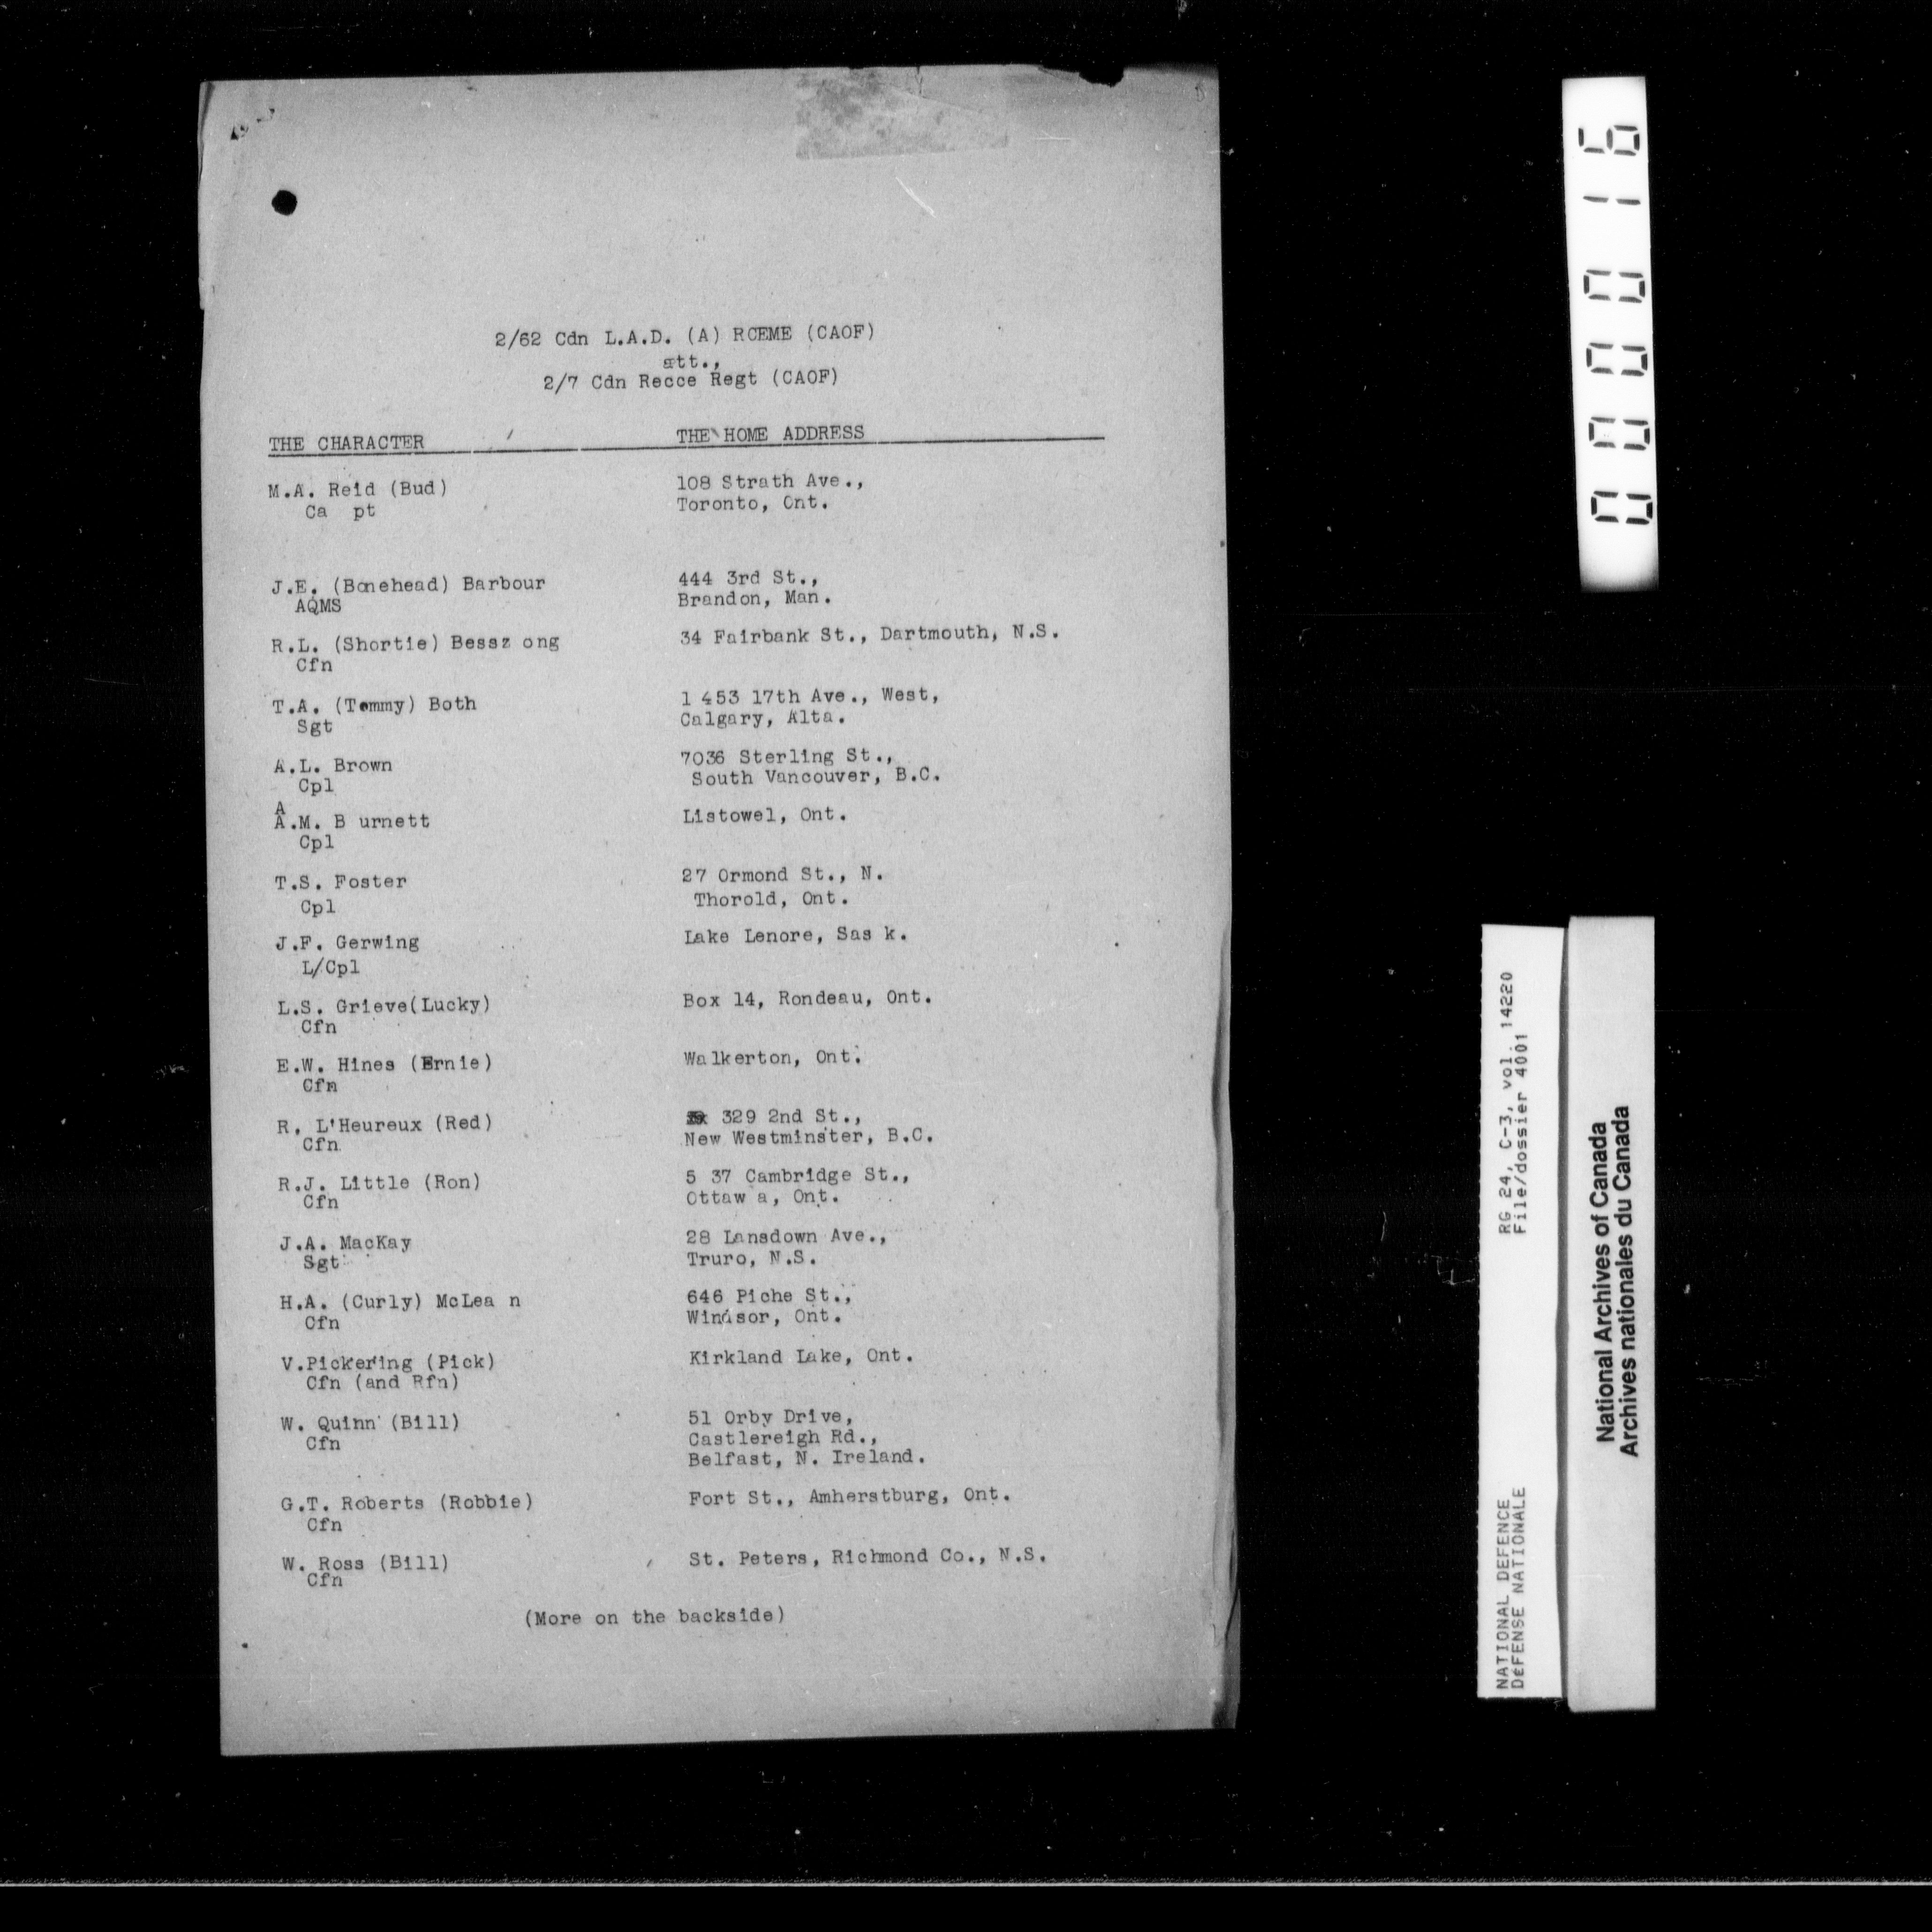 2/62 Cdn L.A.D. (A) RCEME (CAOF)
att.,
2/7 Cdn Recce Regt (CAOF)
THE CHARACTER THE HOME ADDRESS
M.A. Reid (Bud) 108 Strath Ave.,
Ca pt Toronto, Ont.
J.E. (Bonehead) Barbour 444 3rd St.,
AQMS Brandon, Man.
R.L. (Shortie) Bessz ong 34 Fairbank St., Dartmouth, N.S.
Cfn
T.A. (Tommy) Both 1 453 17th Ave., West,
Sgt Calgary, Alta.
A.L. Brown 7036 Sterling St.,
Cpl South Vancouver, B.C.
A
A.M. B urnett Listowel, Ont.
Cpl
T.S. Foster 27 Ormond St., N.
Cpl Thorold, Ont.
J.F. Gerwing Lake Lenore, Sas k.
L/Cpl
L.S. Grieve(Lucky) Box 14, Rondeau, Ont.
Cfn
E.W. Hines (Ernie) Walkerton, Ont.
Cfn
R. L'Heureux (Red) 329 2nd St.,
Cfn New Westminster, B.C.
R.J. Little (Ron) 5 37 Cambridge St.,
Cfn Ottaw a, Ont.
J.A. MacKay 28 Lansdown Ave.,
Sgt Truro, N.S.
H.A. (Curly) McLea n 646 Piche St.,
Cfn Windsor, Ont.
V.Pickering (Pick) Kirkland Lake, Ont.
Cfn (and Rfn)
W. Quinn (Bill) 51 Orby Drive,
Cfn Castlereigh Rd.,
Belfast, N. Ireland.
G.T. Roberts (Robbie) Fort St., Amherstburg, Ont.
Cfn
W. Ross (Bill) St. Peters, Richmond Co., N.S.
Cfn
(More on the backside)
000016
NATIONAL DEFENCE RG 24, C-3, vol. 14220
DéFENSE NATIONALE File/dossier 4001
National Archives of Canada
Archives nationales du Canada